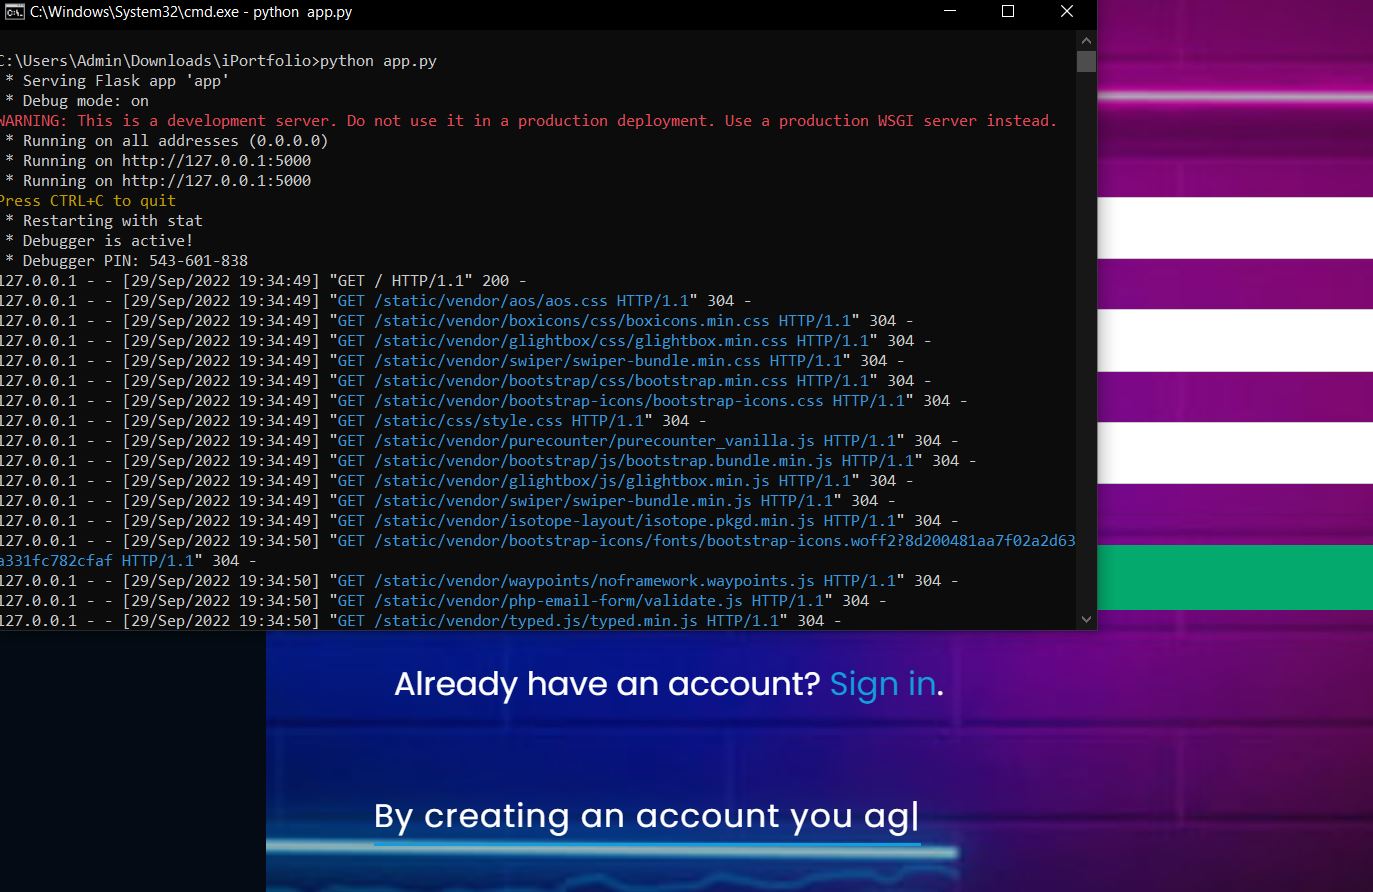 C:\Windows\System32\cmd.exe - python  app.py
C:\Users\Admin\Downloads\iPortfolio>python app.py
* Serving Flask app 'app'
* Debug mode: on
WARNING: This is a development server. Do not use it in a production deployment. Use a production WSGI server instead.
* Running on all addresses (0.0.0.0)
* Running on http://127.0.0.1:5000
* Running on http://127.0.0.1:5000
Press CTRL+C to quit
* Restarting with stat
* Debugger is active!
* Debugger PIN: 543-601-838
127.0.0.1 - - [29/Sep/2022 19:34:49] "GET / HTTP/1.1" 200 -
127.0.0.1 - - [29/Sep/2022 19:34:49] "GET /static/vendor/aos/aos.css HTTP/1.1" 304 -
127.0.0.1 - - [29/Sep/2022 19:34:49] "GET /static/vendor/boxicons/css/boxicons.min.css HTTP/1.1" 304 -
127.0.0.1 - - [29/Sep/2022 19:34:49] "GET /static/vendor/glightbox/css/glightbox.min.css HTTP/1.1" 304 -
127.0.0.1 - - [29/Sep/2022 19:34:49] "GET /static/vendor/swiper/swiper-bundle.min.css HTTP/1.1" 304 -
127.0.0.1 - - [29/Sep/2022 19:34:49] "GET /static/vendor/bootstrap/css/bootstrap.min.css HTTP/1.1" 304 -
127.0.0.1 - - [29/Sep/2022 19:34:49] "GET /static/vendor/bootstrap-icons/bootstrap-icons.css HTTP/1.1" 304 -
127.0.0.1 - - [29/Sep/2022 19:34:49] "GET /static/css/style.css HTTP/1.1" 304 -
127.0.0.1 - - [29/Sep/2022 19:34:49] "GET /static/vendor/purecounter/purecounter_vanilla.js HTTP/1.1" 304 -
127.0.0.1 - - [29/Sep/2022 19:34:49] "GET /static/vendor/bootstrap/js/bootstrap.bundle.min.js HTTP/1.1" 304 -
127.0.0.1 - - [29/Sep/2022 19:34:49] "GET /static/vendor/glightbox/js/glightbox.min.js HTTP/1.1" 304 -
127.0.0.1 - - [29/Sep/2022 19:34:49] "GET /static/vendor/swiper/swiper-bundle.min.js HTTP/1.1" 304 -
127.0.0.1 - - [29/Sep/2022 19:34:49] "GET /static/vendor/isotope-layout/isotope.pkgd.min.js HTTP/1.1" 304 -
127.0.0.1 - - [29/Sep/2022 19:34:50] "GET /static/vendor/bootstrap-icons/fonts/bootstrap-icons.woff2?8d200481aa7f02a2d63
a331fc782cfaf HTTP/1.1" 304 -
127.0.0.1 - - [29/Sep/2022 19:34:50] "GET /static/vendor/waypoints/noframework.waypoints.js HTTP/1.1" 304 -
127.0.0.1 - - [29/Sep/2022 19:34:50] "GET /static/vendor/php-email-form/validate.js HTTP/1.1" 304 -
127.0.0.1 - - [29/Sep/2022 19:34:50] "GET /static/vendor/typed.js/typed.min.js HTTP/1.1" 304 -
Already have an account? Sign in.
By creating an account you ag|